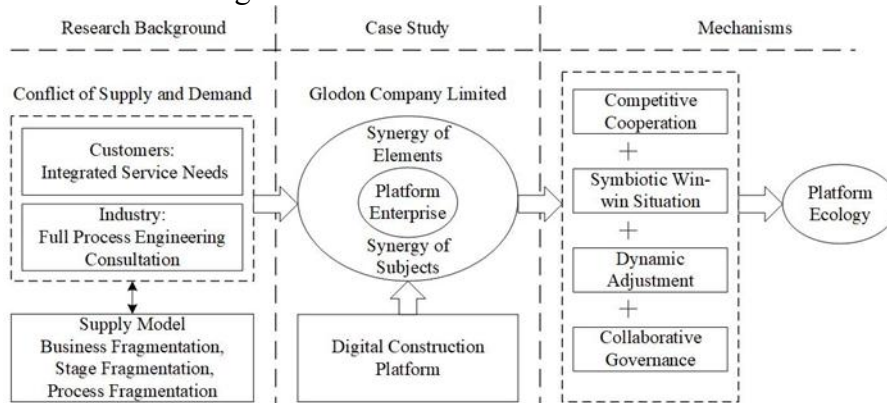 Research Background
Case Study
Mechanisms
Conflict of Supply and Demand
Customers:
Integrated Service Needs
Industry:
Full Process Engineering
Consultation
Supply Model
Business Fragmentation,
Stage Fragmentation,
Process Fragmentation
Glodon Company Limited
Synergy of
Elements
Platform
Enterprise
Synergy of
Subjects
Digital Construction
Platform
Competitive
Cooperation
+
Symbiotic Win-
win Situation
+
Dynamic
Adjustment
+
Collaborative
Governance
Platform
Ecology